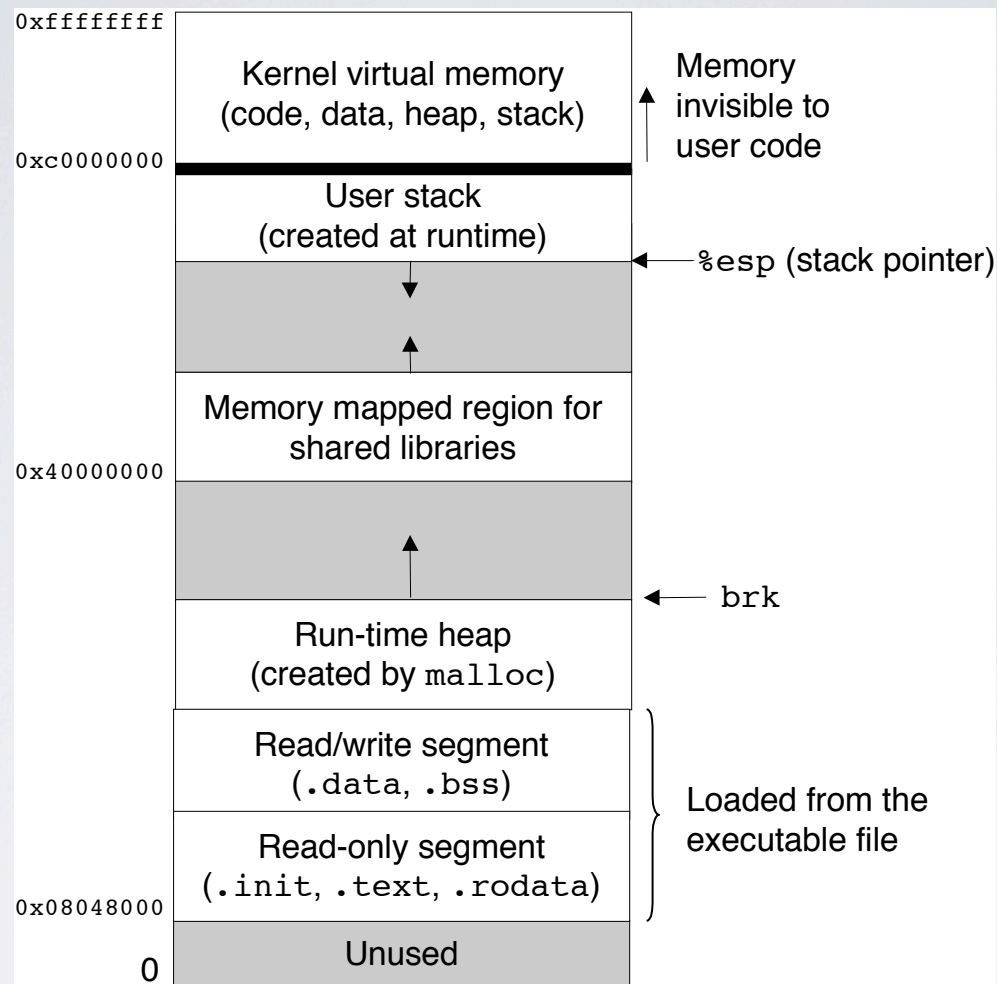 0xffffffff
Kernel virtual memory
(code, data, heap, stack)
Memory
invisible to
user code
0xc0000000
User stack
(created at runtime)
%esp (stack pointer)
Memory mapped region for
shared libraries
0x40000000
brk
Run-time heap
(created by malloc)
Read/write segment
(.data, .bss)
Loaded from the
executable file
Read-only segment
(.init, .text, .rodata)
0x08048000
Unused
0